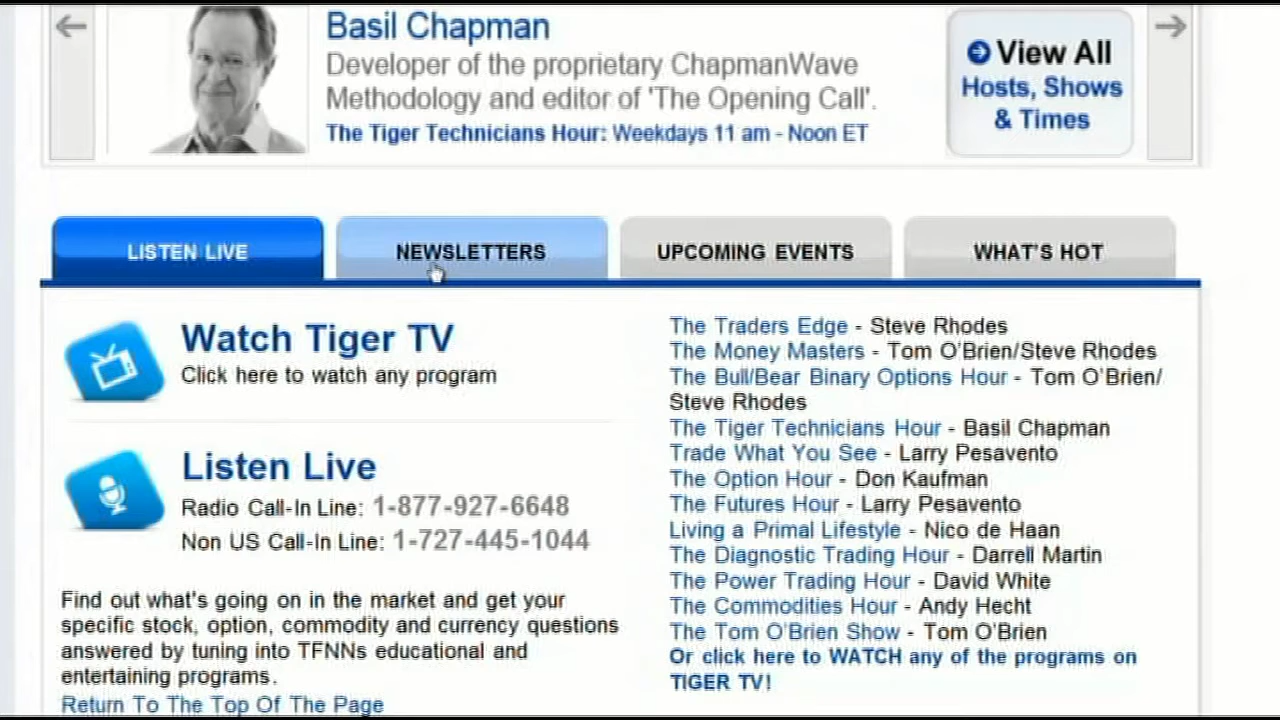 Basil Chapman
Developer of the proprietary ChapmanWave
Methodology and editor of 'The Opening Call'.
The Tiger Technicians Hour: Weekdays 11 am - Noon ET
View All
Hosts, Shows
& Times
LISTEN LIVE
NEWSLETTERS
UPCOMING EVENTS
WHAT'S HOT
Watch Tiger TV
Click here to watch any program
Listen Live
Radio Call-In Line: 1-877-927-6648
Non US Call-In Line: 1-727-445-1044
Find out what's going on in the market and get your
specific stock, option, commodity and currency questions
answered by tuning into TFNNs educational and
entertaining programs.
Return To The Top Of The Page
The Traders Edge - Steve Rhodes
The Money Masters - Tom O'Brien/Steve Rhodes
The Bull/Bear Binary Options Hour - Tom O'Brien/
Steve Rhodes
The Tiger Technicians Hour - Basil Chapman
Trade What You See - Larry Pesavento
The Option Hour - Don Kaufman
The Futures Hour - Larry Pesavento
Living a Primal Lifestyle - Nico de Haan
The Diagnostic Trading Hour - Darrell Martin
The Power Trading Hour - David White
The Commodities Hour - Andy Hecht
The Tom O'Brien Show - Tom O'Brien
Or click here to WATCH any of the programs on
TIGER TV!